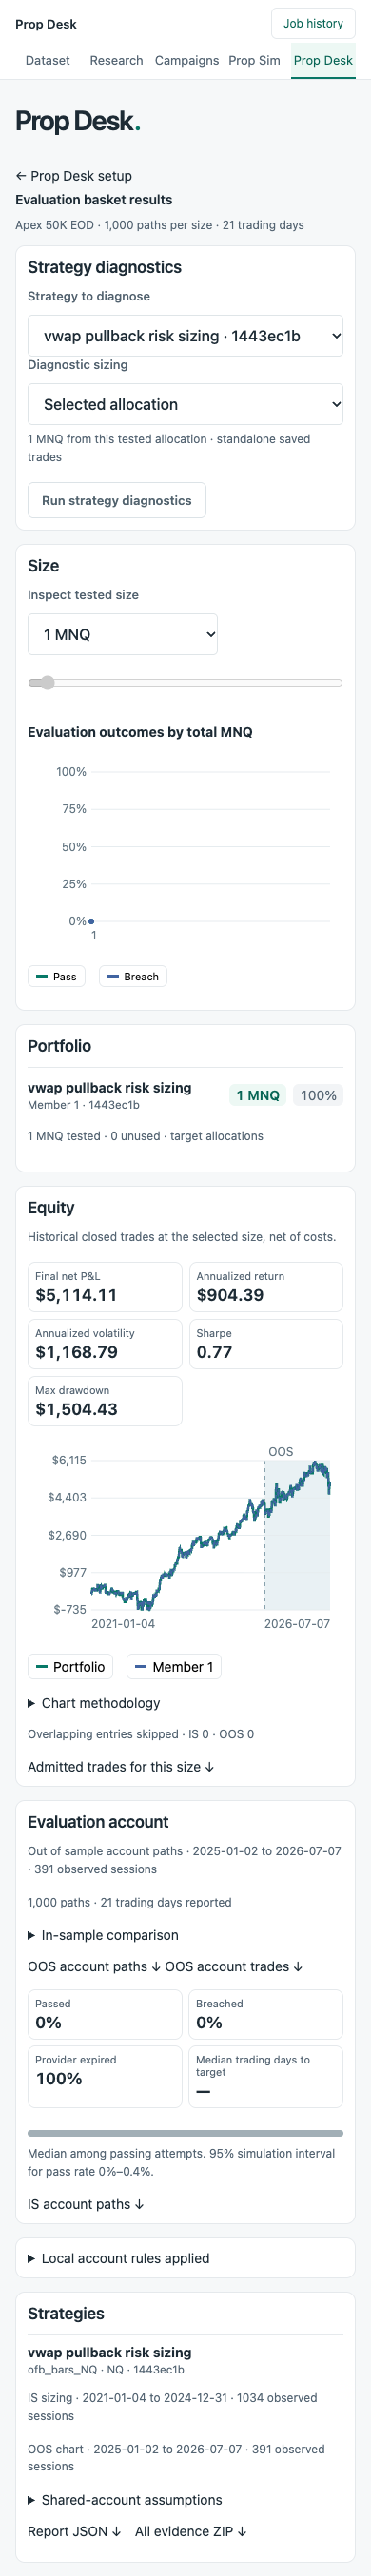 Prop Desk
Job history
Dataset Research Campaigns Prop Sim Prop Desk
Prop Desk.
← Prop Desk setup
Evaluation basket results
Apex 50K EOD · 1,000 paths per size · 21 trading days
Strategy diagnostics
Strategy to diagnose
vwap pullback risk sizing · 1443ec1b
Diagnostic sizing
Selected allocation
1 MNQ from this tested allocation · standalone saved
trades
Run strategy diagnostics
Size
Inspect tested size
1 MNQ
Evaluation outcomes by total MNQ
100%
75%
50%
25%
0%
1
Pass Breach
Portfolio
vwap pullback risk sizing
Member 1 · 1443ec1b
1 MNQ 100%
1 MNQ tested · 0 unused · target allocations
Equity
Historical closed trades at the selected size, net of costs.
Final net P&L
$5,114.11
Annualized return
$904.39
Annualized volatility
$1,168.79
Sharpe
0.77
Max drawdown
$1,504.43
OOS
$6,115
$4,403
$2,690
$977
$-735
2021-01-04 2026-07-07
Portfolio Member 1
▶ Chart methodology
Overlapping entries skipped · IS 0 · OOS 0
Admitted trades for this size ↓
Evaluation account
Out of sample account paths · 2025-01-02 to 2026-07-07
· 391 observed sessions
1,000 paths · 21 trading days reported
▶ In-sample comparison
OOS account paths ↓ OOS account trades ↓
Passed
0%
Breached
0%
Provider expired
100%
Median trading days to
target
—
Median among passing attempts. 95% simulation interval
for pass rate 0%–0.4%.
IS account paths ↓
▶ Local account rules applied
Strategies
vwap pullback risk sizing
ofb_bars_NQ · NQ · 1443ec1b
IS sizing · 2021-01-04 to 2024-12-31 · 1034 observed
sessions
OOS chart · 2025-01-02 to 2026-07-07 · 391 observed
sessions
▶ Shared-account assumptions
Report JSON ↓ All evidence ZIP ↓